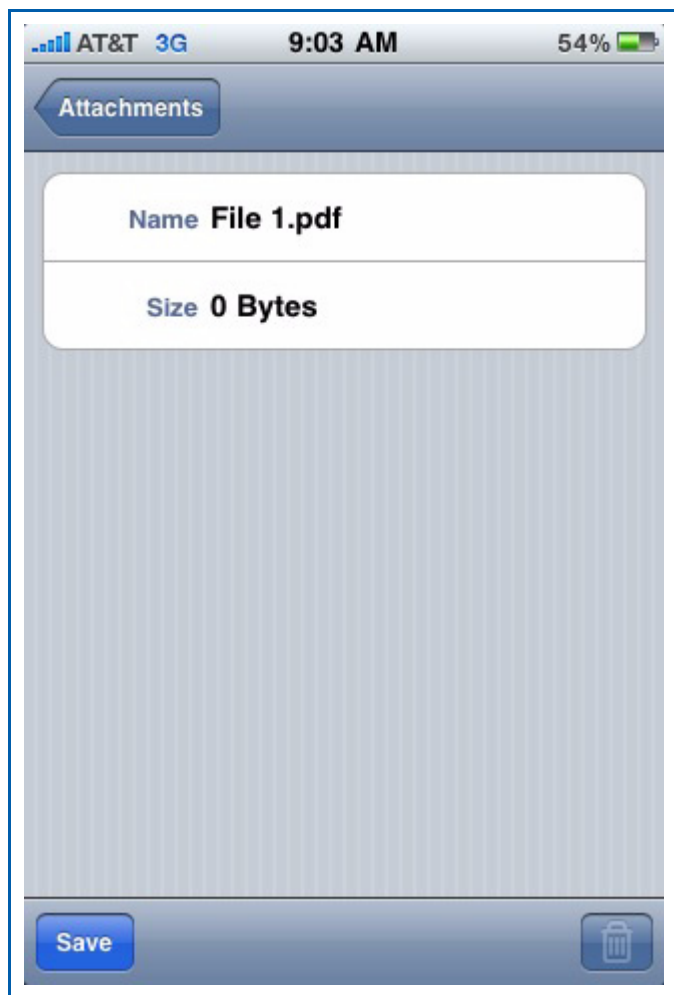 AT&T 3G 9:03 AM 54%
Attachments
Name File 1.pdf
Size 0 Bytes
Save